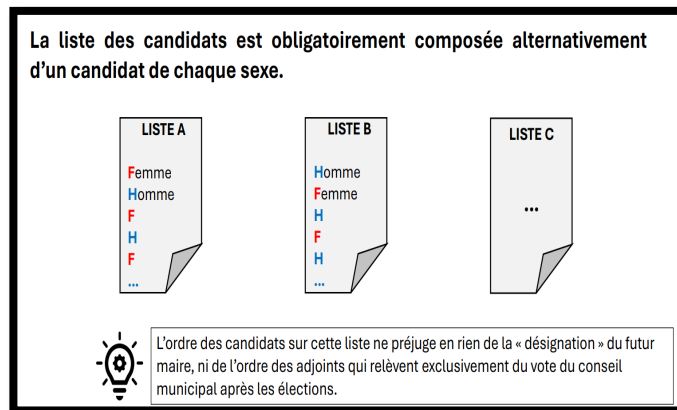 La liste des candidats est obligatoirement composée alternativement
d'un candidat de chaque sexe.
LISTE A
Femme
Homme
F
H
F
...
LISTE B
Homme
Femme
H
F
H
...
LISTE C
...
L'ordre des candidats sur cette liste ne préjuge en rien de la « désignation » du futur
maire, ni de l'ordre des adjoints qui relèvent exclusivement du vote du conseil
municipal après les élections.